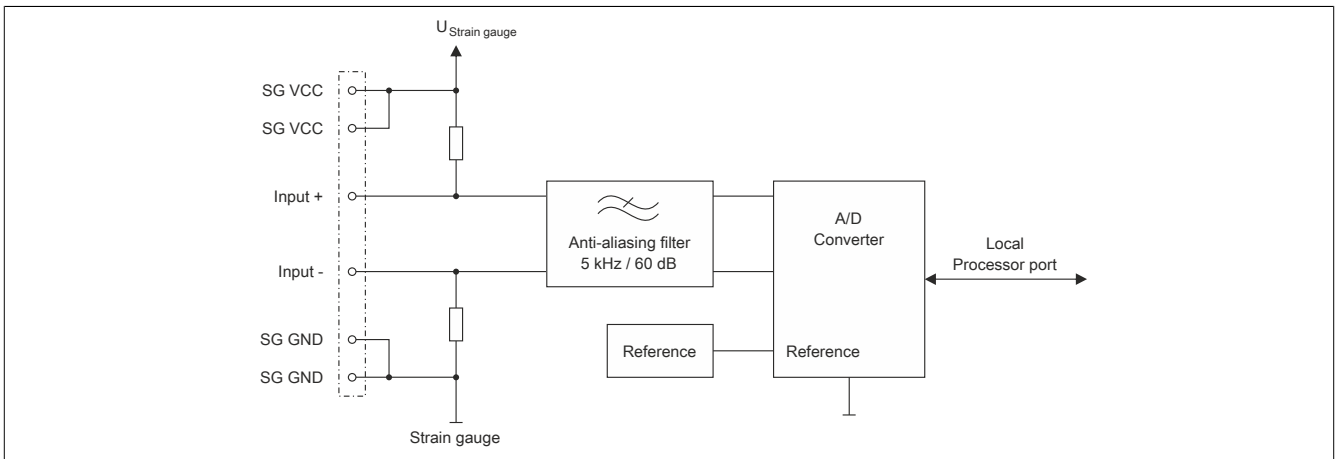 U Strain gauge
SG VCC
SG VCC
Input +
Input -
SG GND
SG GND
Strain gauge
Anti-aliasing filter
5 kHz / 60 dB
Reference
A/D
Converter
Reference
Local
Processor port